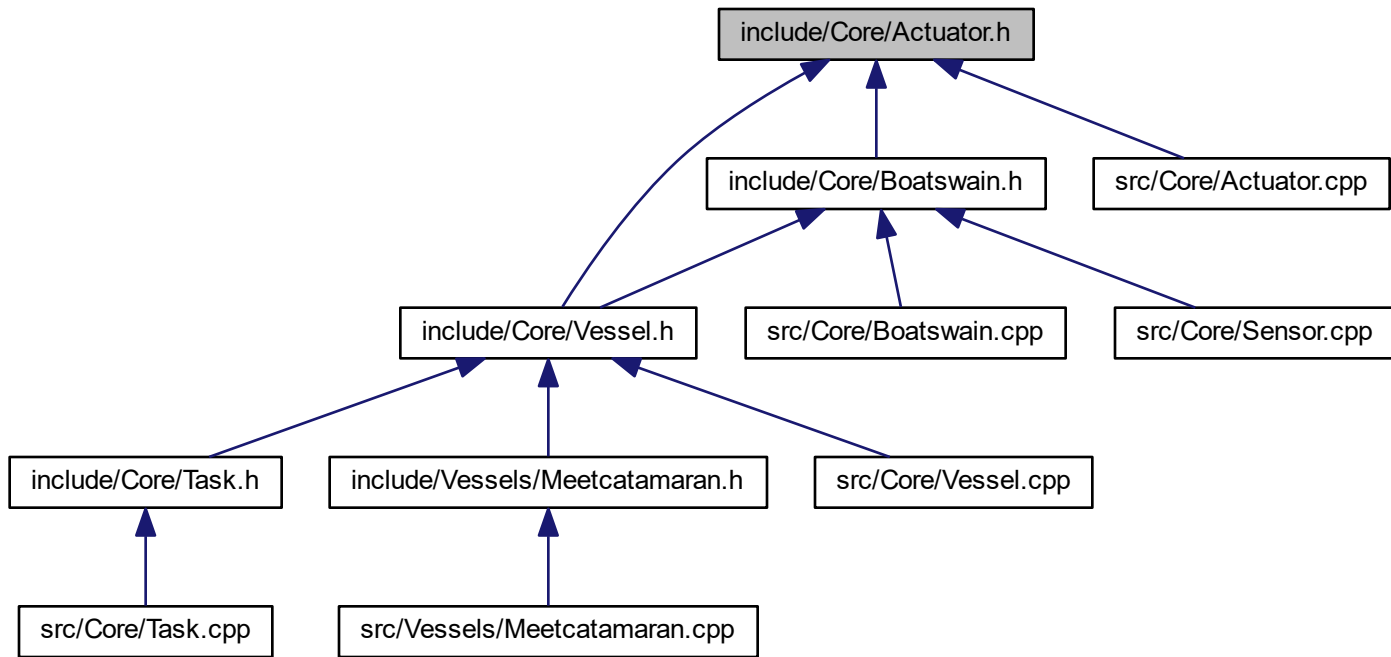 include/Core/Actuator.h
include/Core/Boatswain.h
src/Core/Actuator.cpp
include/Core/Vessel.h
src/Core/Boatswain.cpp
src/Core/Sensor.cpp
include/Core/Task.h
include/Vessels/Meetcatamaran.h
src/Core/Vessel.cpp
src/Core/Task.cpp
src/Vessels/Meetcatamaran.cpp